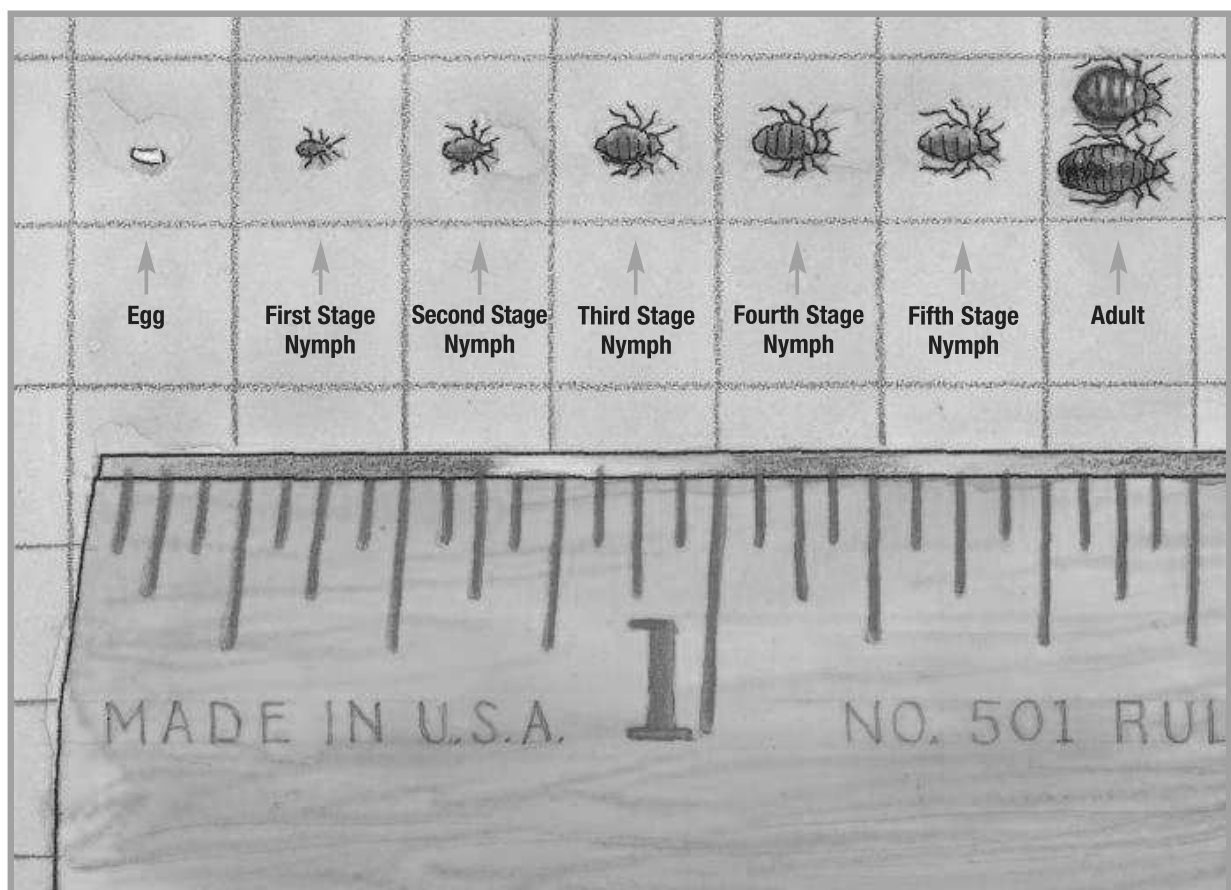 Egg
First Stage
Nymph
Second Stage
Nymph
Third Stage
Nymph
Fourth Stage
Nymph
Fifth Stage
Nymph
Adult
1
MADE IN U.S.A.
NO. 501 RUL